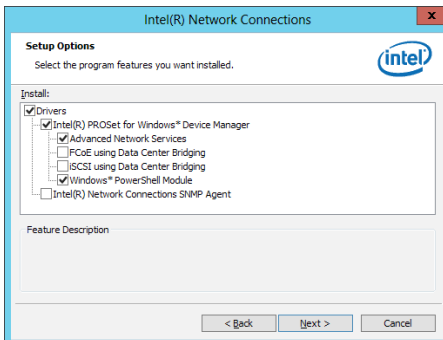 Intel(R) Network Connections
x
Setup Options
Select the program features you want installed.
intel
Install:
Drivers
Intel(R) PROSet for Windows* Device Manager
Advanced Network Services
FCoE using Data Center Bridging
iSCSI using Data Center Bridging
Windows* PowerShell Module
Intel(R) Network Connections SNMP Agent
Feature Description
< Back
Next >
Cancel